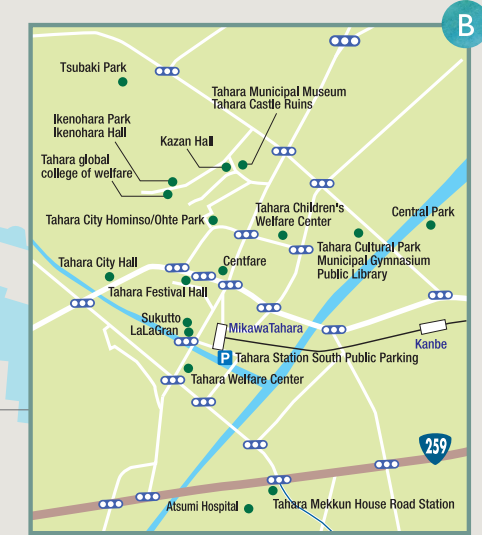 B
Tsubaki Park
Tahara Municipal Museum
Tahara Castle Ruins
Ikenohara Park
Ikenohara Hall
Kazan Hall
Tahara global
college of welfare
Tahara City Hominso/Ohte Park
Tahara Children's
Welfare Center
Central Park
Tahara Cultural Park
Municipal Gymnasium
Public Library
Tahara City Hall
Centfare
Tahara Festival Hall
Sukutto
LaLaGran
MikawaTahara
Kanbe
P Tahara Station South Public Parking
Tahara Welfare Center
259
Atsumi Hospital
Tahara Mekkun House Road Station